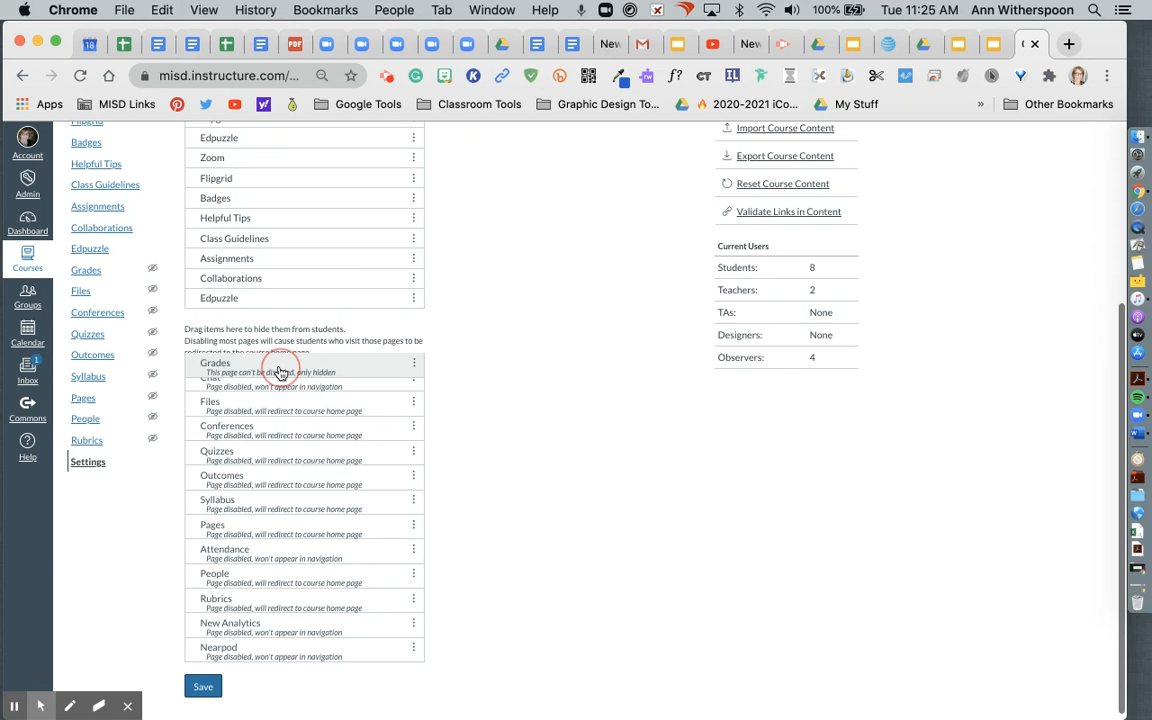 Chrome File Edit View History Bookmarks People Tab Window Help 100% Tue 11:25 AM Ann Witherspoon
18 PDF New New
misd.instructure.com/...
Apps MISD Links Google Tools Classroom Tools Graphic Design To... 2020-2021 iCo... My Stuff » Other Bookmarks
Account
Admin
Dashboard
Courses
Groups
Calendar
1
Inbox
Commons
Help
Flipgrid
Badges
Helpful Tips
Class Guidelines
Assignments
Collaborations
Edpuzzle
Grades
Files
Conferences
Quizzes
Outcomes
Syllabus
Pages
People
Rubrics
Settings
Edpuzzle
Zoom
Flipgrid
Badges
Helpful Tips
Class Guidelines
Assignments
Collaborations
Edpuzzle
Drag items here to hide them from students.
Disabling most pages will cause students who visit those pages to be
redirected to the course home page.
Grades
This page can't be disabled, only hidden
Chat
Page disabled, won't appear in navigation
Files
Page disabled, will redirect to course home page
Conferences
Page disabled, will redirect to course home page
Quizzes
Page disabled, will redirect to course home page
Outcomes
Page disabled, will redirect to course home page
Syllabus
Page disabled, will redirect to course home page
Pages
Page disabled, will redirect to course home page
Attendance
Page disabled, won't appear in navigation
People
Page disabled, will redirect to course home page
Rubrics
Page disabled, will redirect to course home page
New Analytics
Page disabled, won't appear in navigation
Nearpod
Page disabled, won't appear in navigation
Save
Import Course Content
Export Course Content
Reset Course Content
Validate Links in Content
Current Users
Students: 8
Teachers: 2
TAs: None
Designers: None
Observers: 4